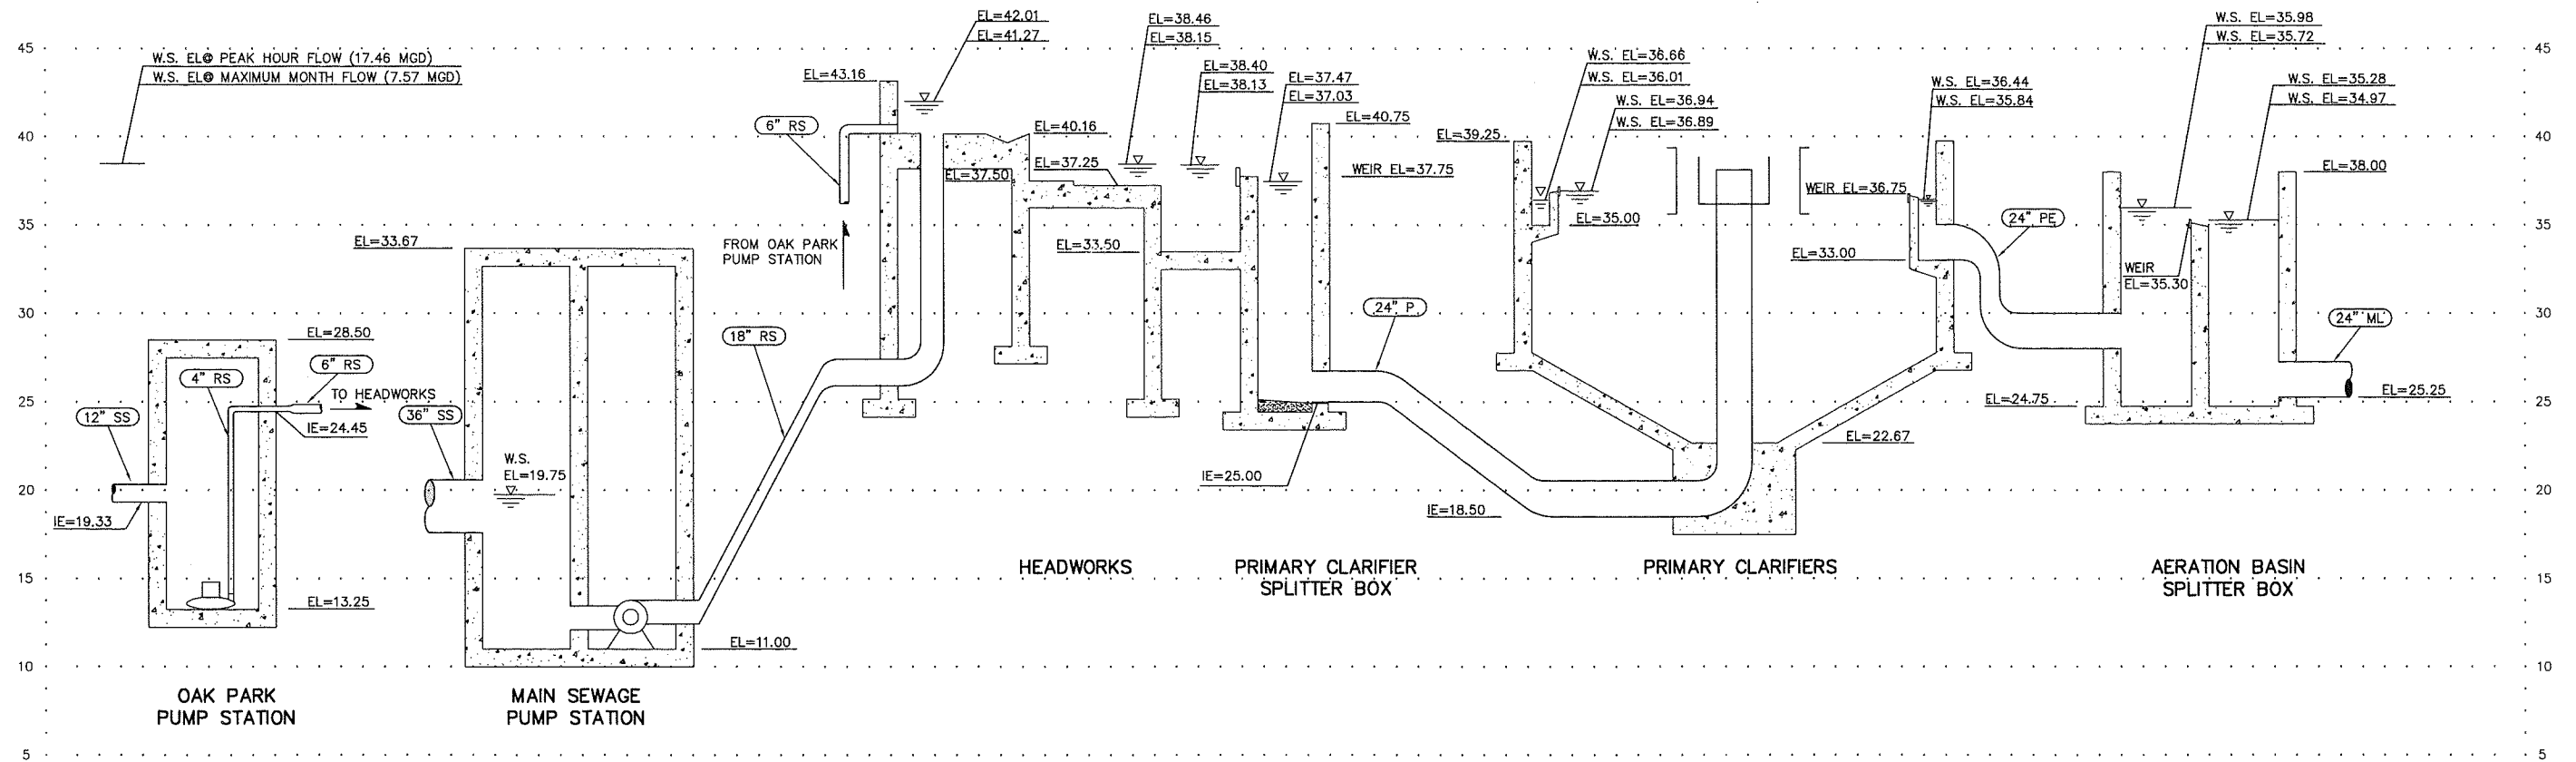 45
W.S. EL@ PEAK HOUR FLOW (17.46 MGD)
W.S. EL@ MAXIMUM MONTH FLOW (7.57 MGD)
EL=43.16
EL=42.01
EL=41.27
EL=38.46
EL=38.15
EL=38.40
EL=38.13
EL=37.47
EL=37.03
W.S. EL=36.66
W.S. EL=36.01
W.S. EL=36.94
W.S. EL=36.89
W.S. EL=36.44
W.S. EL=35.84
W.S. EL=35.98
W.S. EL=35.72
W.S. EL=35.28
W.S. EL=34.97
45
40
6" RS
EL=40.16
EL=37.25
EL=37.50
EL=40.75
WEIR EL=37.75
EL=39.25
EL=35.00
WEIR EL=36.75
EL=38.00
40
35
EL=33.67
FROM OAK PARK
PUMP STATION
EL=33.50
EL=33.00
24" PE
WEIR
EL=35.30
35
30
EL=28.50
6" RS
4" RS
TO HEADWORKS
18" RS
24" P
24" ML
30
25
12" SS
IE=24.45
36" SS
EL=24.75
EL=25.25
25
W.S.
EL=19.75
IE=25.00
EL=22.67
20
IE=19.33
IE=18.50
20
HEADWORKS
PRIMARY CLARIFIER
SPLITTER BOX
PRIMARY CLARIFIERS
AERATION BASIN
SPLITTER BOX
15
EL=13.25
15
EL=11.00
10
10
OAK PARK
PUMP STATION
MAIN SEWAGE
PUMP STATION
5
5